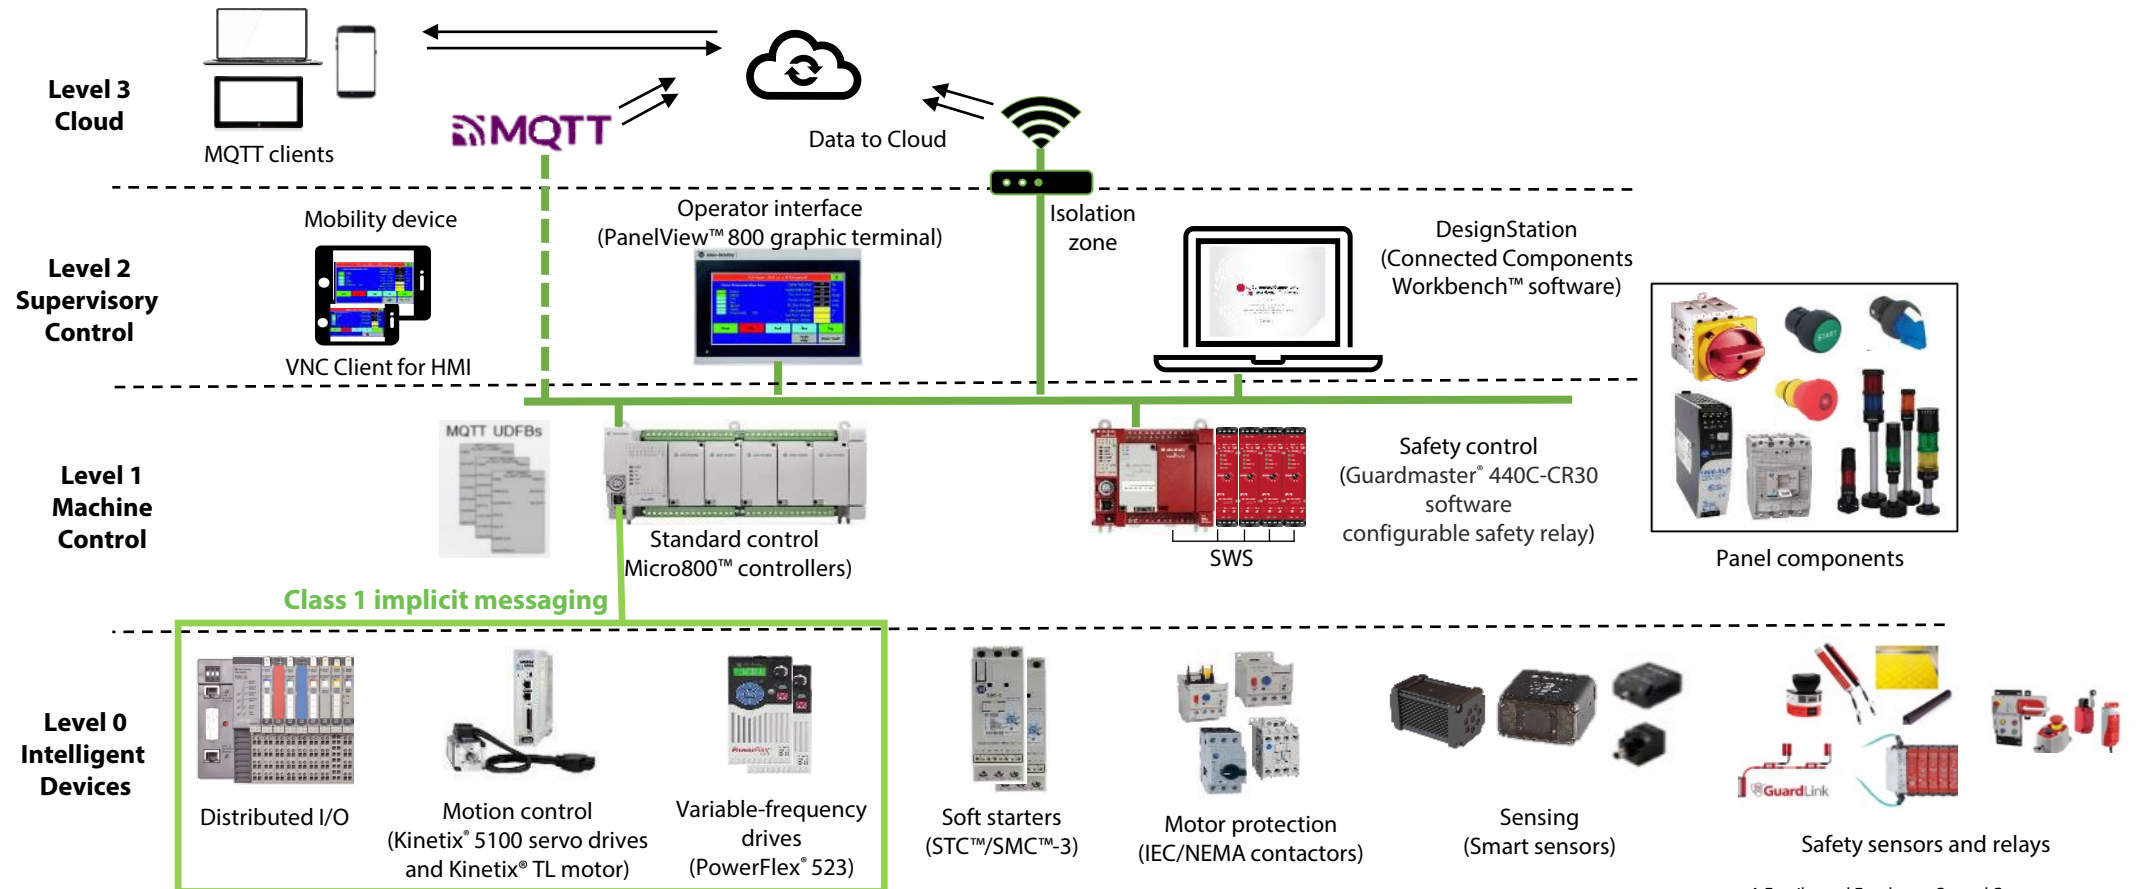 Level 3
Cloud
MQTT clients
MQTT
Data to Cloud
Level 2
Supervisory
Control
Mobility device
VNC Client for HMI
Operator interface
(PanelView™ 800 graphic terminal)
Isolation
zone
DesignStation
(Connected Components
Workbench™ software)
START
Panel components
Level 1
Machine
Control
MQTT UDFBs
Standard control
Micro800™ controllers)
SWS
Safety control
(Guardmaster® 440C-CR30
software
configurable safety relay)
Class 1 implicit messaging
Level 0
Intelligent
Devices
Distributed I/O
Motion control
(Kinetix® 5100 servo drives
and Kinetix® TL motor)
PowerFlex
Variable-frequency
drives
(PowerFlex® 523)
Soft starters
(STC™/SMC™-3)
Motor protection
(IEC/NEMA contactors)
Sensing
(Smart sensors)
GuardLink
Safety sensors and relays